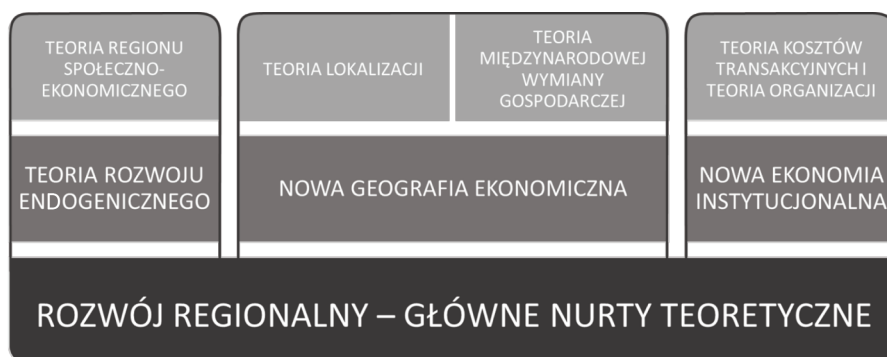 TEORIA REGIONU
SPOŁECZNO-
EKONOMICZNEGO
TEORIA LOKALIZACJI
TEORIA
MIĘDZYNARODOWEJ
WYMIANY
GOSPODARCZEJ
TEORIA KOSZTÓW
TRANSAKCYJNYCH I
TEORIA ORGANIZACJI
TEORIA ROZWOJU
ENDOGENICZNEGO
NOWA GEOGRAFIA EKONOMICZNA
NOWA EKONOMIA
INSTYTUCJONALNA
ROZWÓJ REGIONALNY – GŁÓWNE NURTY TEORETYCZNE